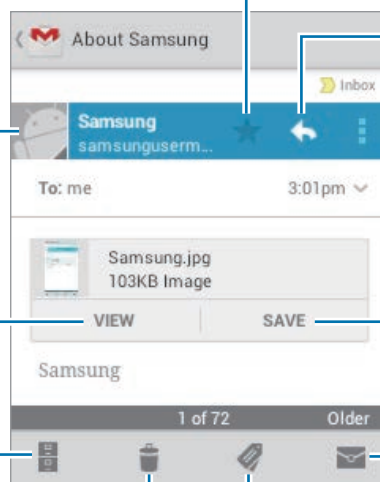 About Samsung
Inbox
Samsung
samsunguserm...
To: me
3:01pm
Samsung.jpg
103KB Image
VIEW
SAVE
Samsung
1 of 72
Older